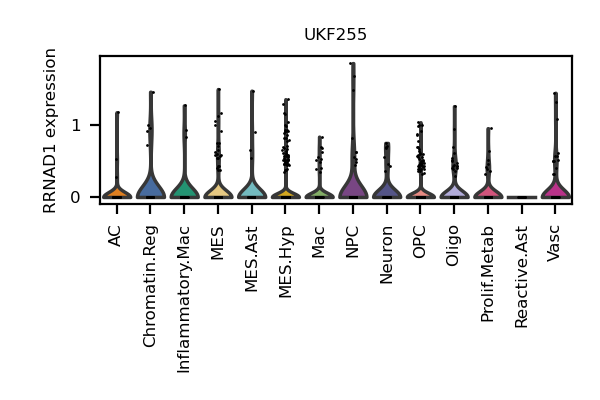 UKF255
RRNAD1 expression
1
0
AC
Chromatin.Reg
Inflammatory.Mac
MES
MES.Ast
MES.Hyp
Mac
NPC
Neuron
OPC
Oligo
Prolif.Metab
Reactive.Ast
Vasc